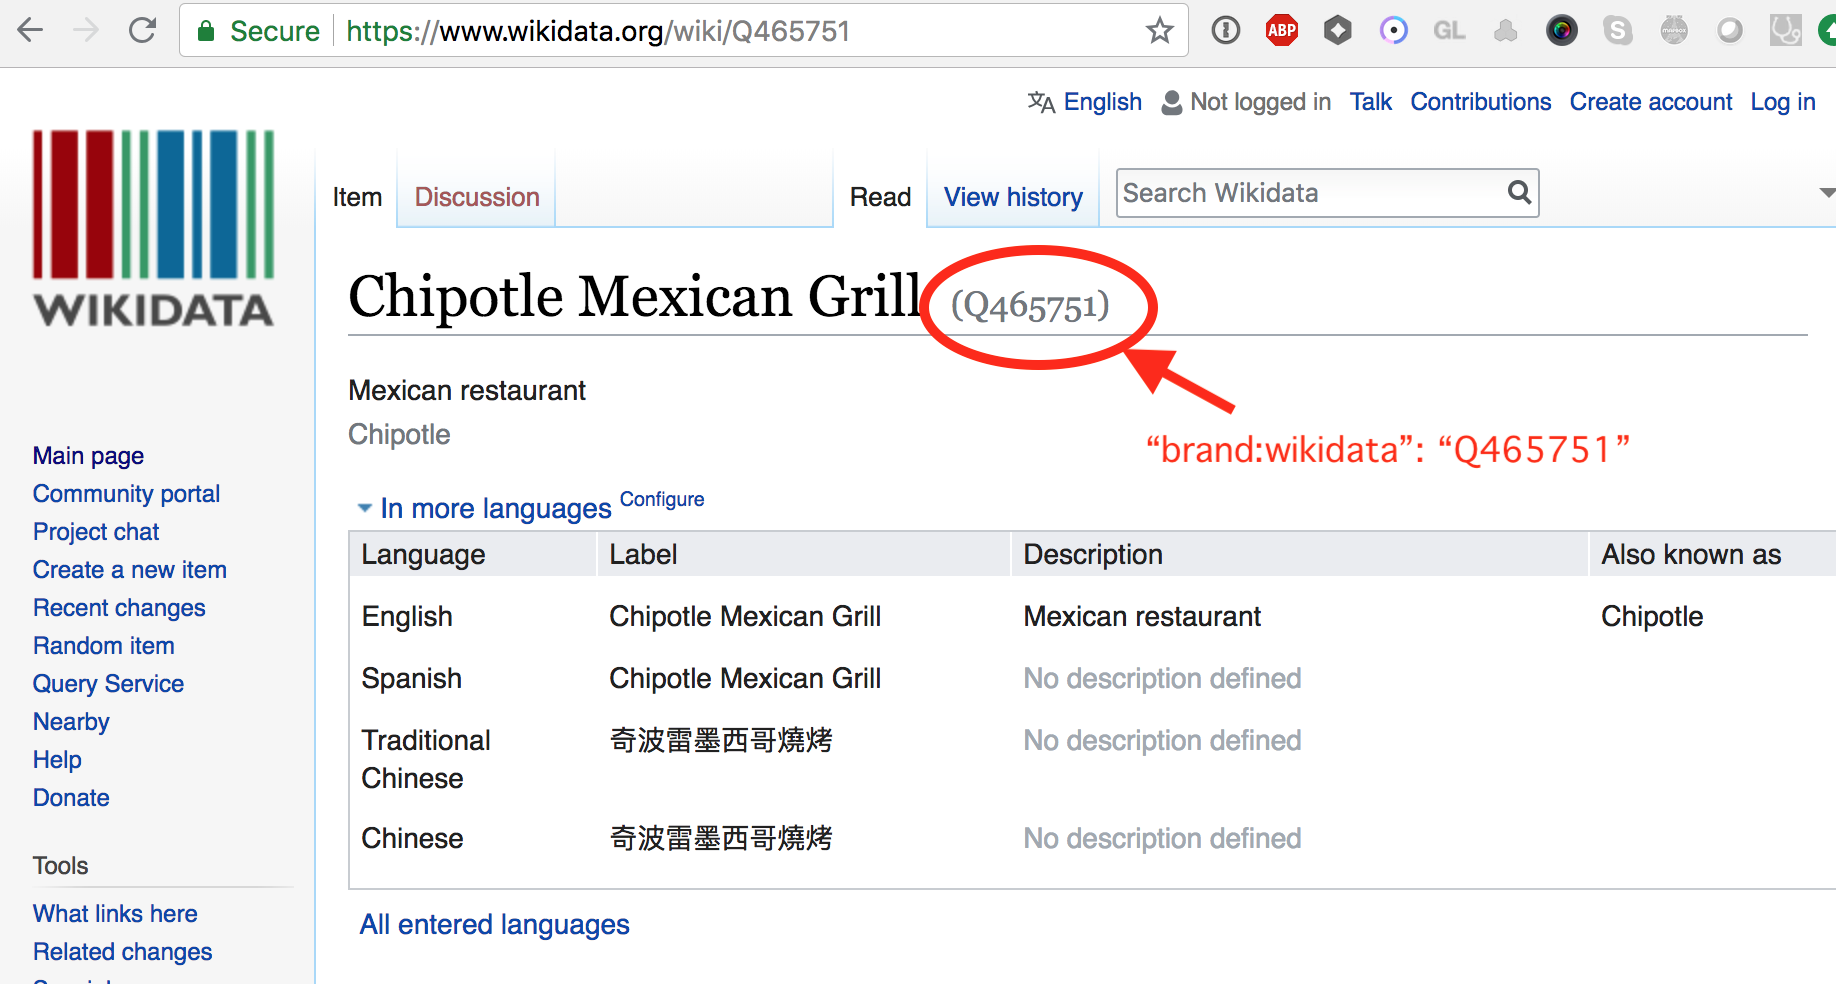 Secure https://www.wikidata.org/wiki/Q465751
ABP GL S
文A English Not logged in Talk Contributions Create account Log in
WIKIDATA
Item Discussion Read View history Search Wikidata
Chipotle Mexican Grill (Q465751)
“brand:wikidata”: “Q465751”
Mexican restaurant
Chipotle
In more languages Configure
Language Label Description Also known as
English Chipotle Mexican Grill Mexican restaurant Chipotle
Spanish Chipotle Mexican Grill No description defined
Traditional Chinese 奇波雷墨西哥燒烤 No description defined
Chinese 奇波雷墨西哥燒烤 No description defined
All entered languages
Main page
Community portal
Project chat
Create a new item
Recent changes
Random item
Query Service
Nearby
Help
Donate
Tools
What links here
Related changes